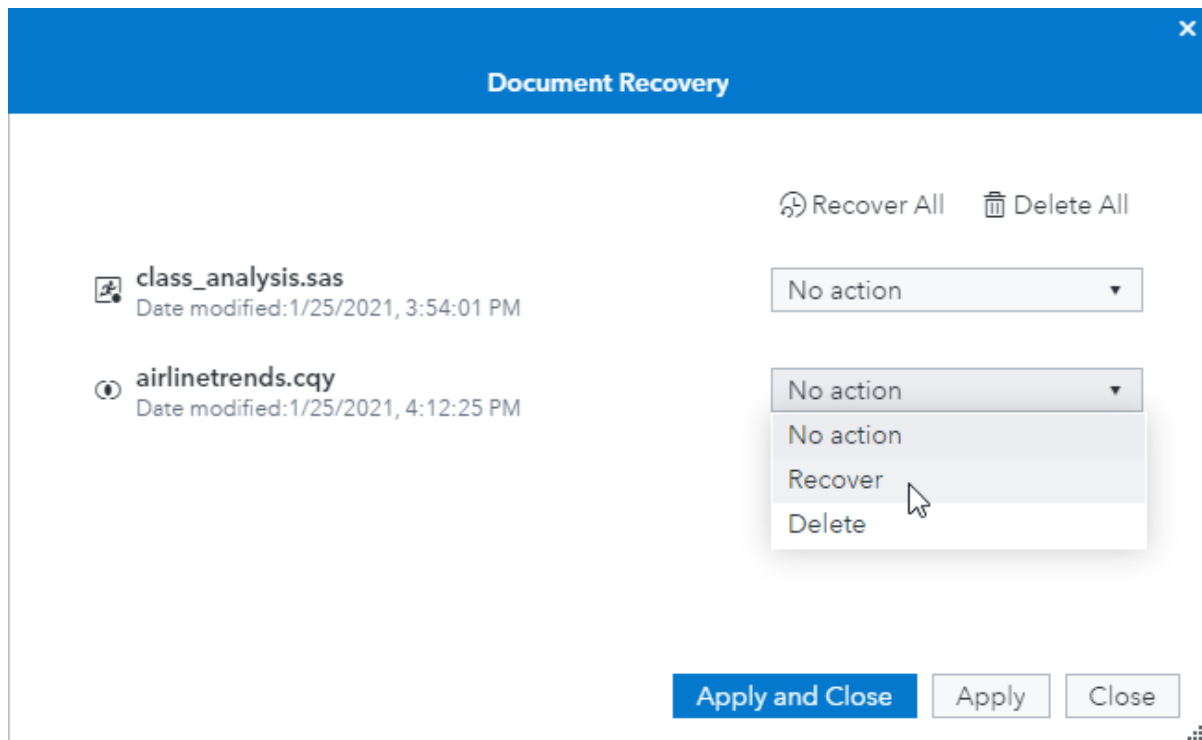 Document Recovery
Recover All Delete All
class_analysis.sas
Date modified:1/25/2021, 3:54:01 PM
No action
airlinetrends.cqy
Date modified:1/25/2021, 4:12:25 PM
No action
No action
Recover
Delete
Apply and Close Apply Close